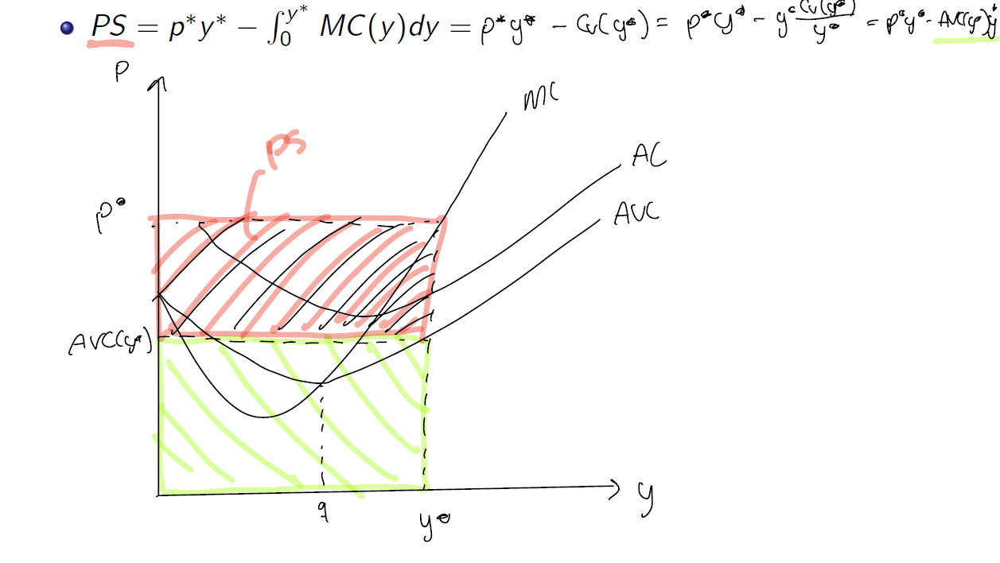 PS = p*y* − ∫₀^{y*} MC(y)dy = p*y* − Cv(y*) = p*y* − y* Cv(y*)/y* = p*y* − AVC(y*)y*
P
MC
PS
AC
P*
AVC
AVC(y*)
y
q
y*